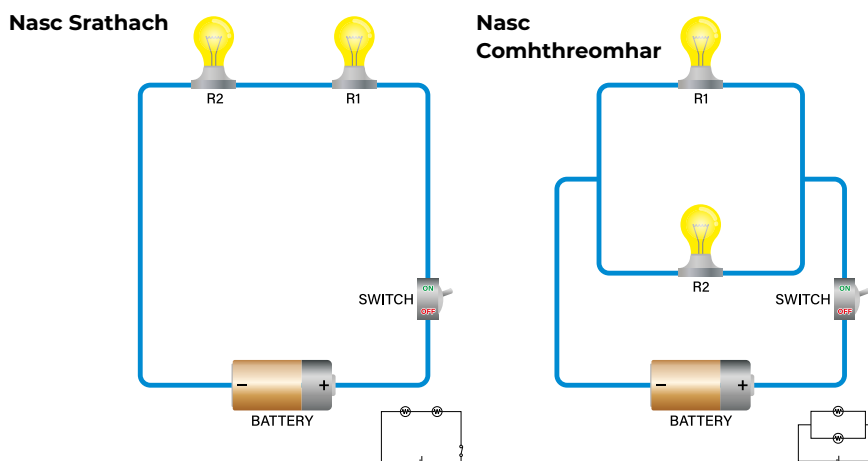 Nasc Srathach
R2
R1
SWITCH
ON
OFF
-
+
BATTERY
W
W
Nasc
Comhthreomhar
R1
R2
SWITCH
ON
OFF
-
+
BATTERY
W
W